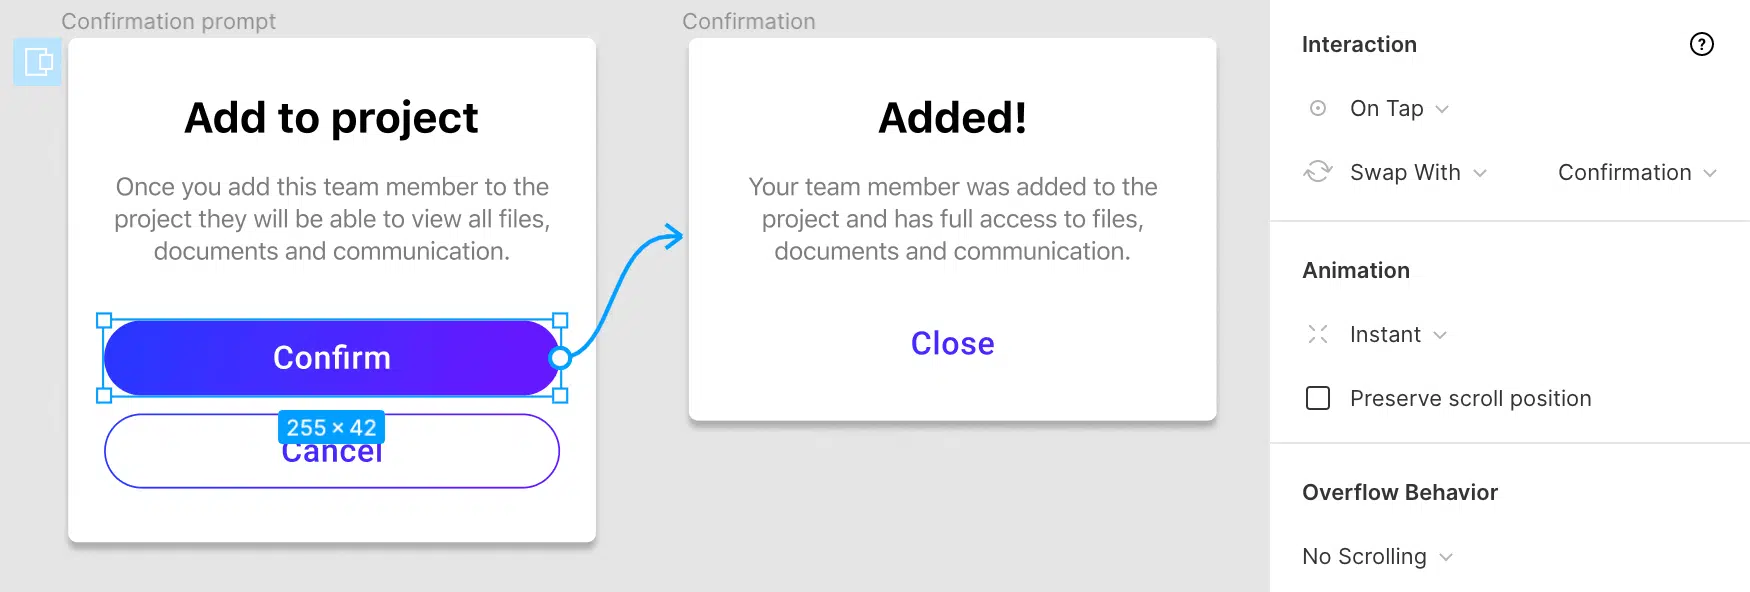 Confirmation prompt
Add to project
Once you add this team member to the
project they will be able to view all files,
documents and communication.
Confirm
255 × 42
Cancel
Confirmation
Added!
Your team member was added to the
project and has full access to files,
documents and communication.
Close
Interaction
?
On Tap
Swap With Confirmation
Animation
Instant
Preserve scroll position
Overflow Behavior
No Scrolling